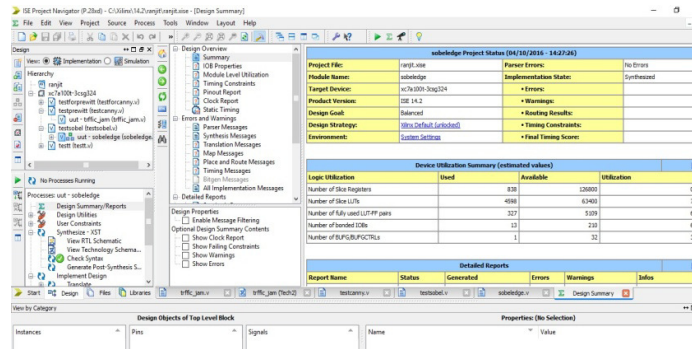 ISE Project Navigator (P.28xd) - C:\Xilinx\14.2\ranjit\ranjit.xise - [Design Summary]
File Edit View Project Source Process Tools Window Layout Help
Design
View: Implementation Simulation
Hierarchy
ranjit
xc7a100t-3csg324
testforprewitt (testforcanny.v)
testprewitt (testcanny.v)
uut - trffic_jam (trffic_jam.v)
testsobel (testsobel.v)
uut - sobeledge (sobeledge.
testt (testt.v)
No Processes Running
Processes: uut - sobeledge
Design Summary/Reports
Design Utilities
User Constraints
Synthesize - XST
View RTL Schematic
View Technology Schema...
Check Syntax
Generate Post-Synthesis S...
Implement Design
Translate
Design Overview
Summary
IOB Properties
Module Level Utilization
Timing Constraints
Pinout Report
Clock Report
Static Timing
Errors and Warnings
Parser Messages
Synthesis Messages
Translation Messages
Map Messages
Place and Route Messages
Timing Messages
Bitgen Messages
All Implementation Messages
Detailed Reports
Design Properties
Enable Message Filtering
Optional Design Summary Contents
Show Clock Report
Show Failing Constraints
Show Warnings
Show Errors
sobeledge Project Status (04/10/2016 - 14:27:26)
Project File: ranjit.xise Parser Errors: No Errors
Module Name: sobeledge Implementation State: Synthesized
Target Device: xc7a100t-3csg324 • Errors:
Product Version: ISE 14.2 • Warnings:
Design Goal: Balanced • Routing Results:
Design Strategy: Xilinx Default (unlocked) • Timing Constraints:
Environment: System Settings • Final Timing Score:
Device Utilization Summary (estimated values)
Logic Utilization Used Available Utilization
Number of Slice Registers 838 126800
Number of Slice LUTs 4598 63400
Number of fully used LUT-FF pairs 327 5109
Number of bonded IOBs 13 210
Number of BUFG/BUFGCTRLs 1 32
Detailed Reports
Report Name Status Generated Errors Warnings Infos
Start Design Files Libraries trffic_jam.v trffic_jam (Tech2) testcanny.v testsobel.v sobeledge.v Design Summary
View by Category
Design Objects of Top Level Block Properties: (No Selection)
Instances Pins Signals Name Value